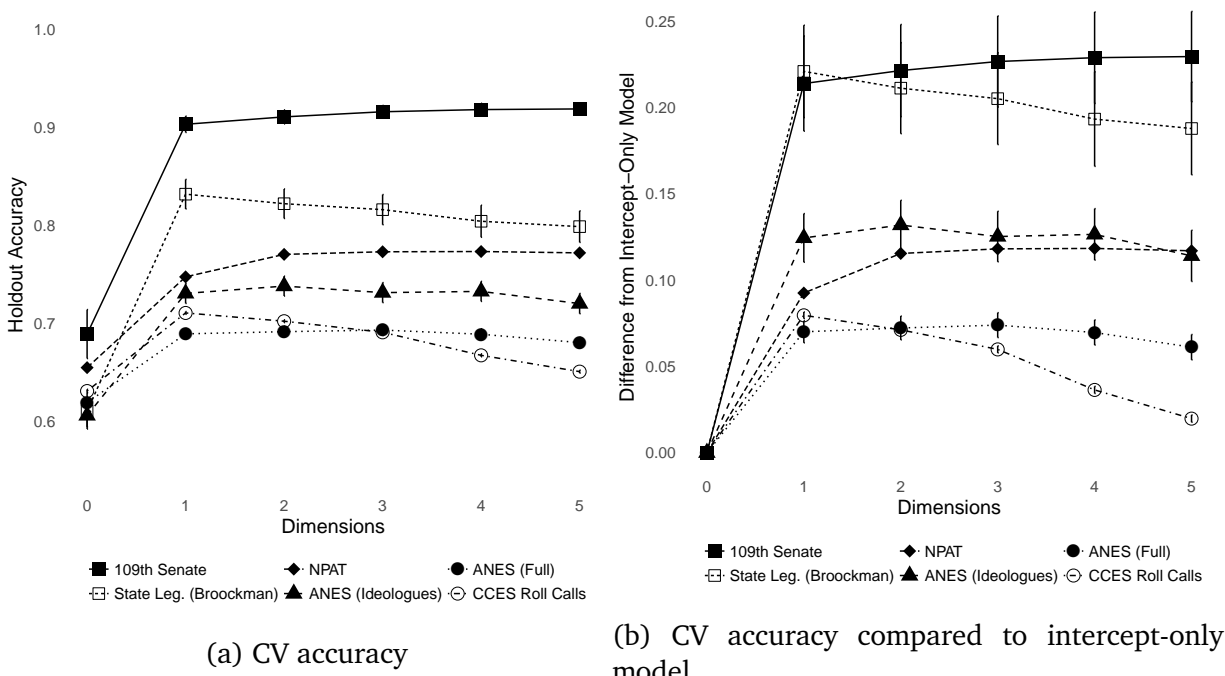 1.0
0.9
0.8
0.7
0.6
Holdout Accuracy
0 1 2 3 4 5
Dimensions
109th Senate NPAT ANES (Full)
State Leg. (Broockman) ANES (Ideologues) CCES Roll Calls
(a) CV accuracy
0.25
0.20
0.15
0.10
0.05
0.00
Difference from Intercept−Only Model
0 1 2 3 4 5
Dimensions
109th Senate NPAT ANES (Full)
State Leg. (Broockman) ANES (Ideologues) CCES Roll Calls
(b) CV accuracy compared to intercept-only
model